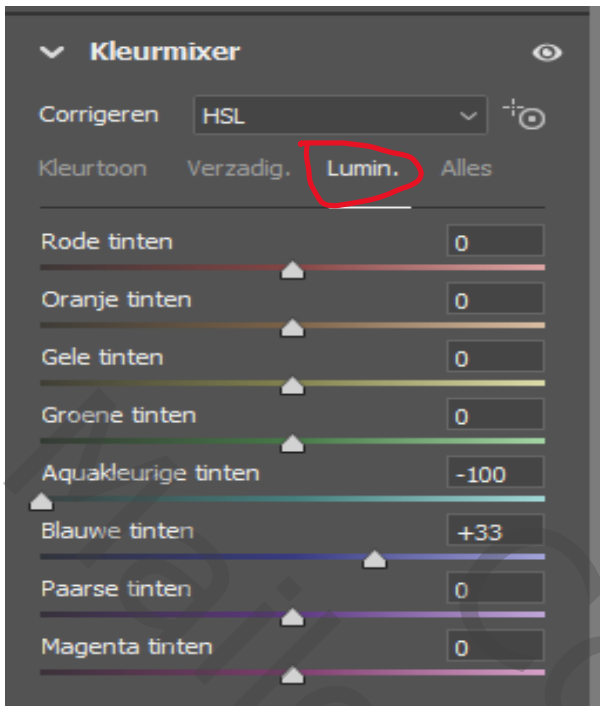 Kleurmixer
Corrigeren HSL
Kleurtoon Verzadig. Lumin. Alles
Rode tinten 0
Oranje tinten 0
Gele tinten 0
Groene tinten 0
Aquakleurige tinten -100
Blauwe tinten +33
Paarse tinten 0
Magenta tinten 0